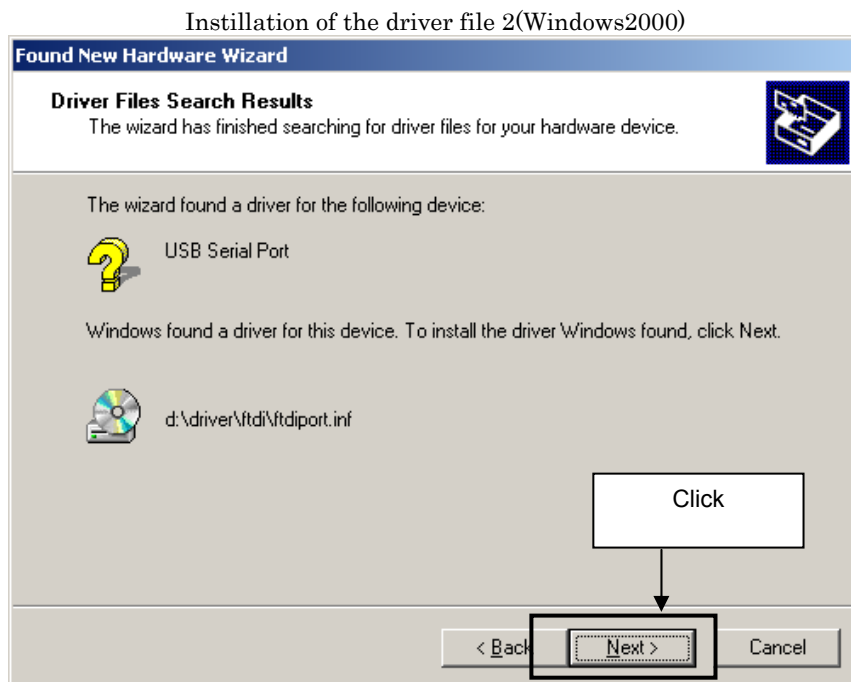 Instillation of the driver file 2(Windows2000)
Found New Hardware Wizard
Driver Files Search Results
The wizard has finished searching for driver files for your hardware device.
The wizard found a driver for the following device:
USB Serial Port
Windows found a driver for this device. To install the driver Windows found, click Next.
d:\driver\ftdi\ftdiport.inf
Click
< Back Next > Cancel